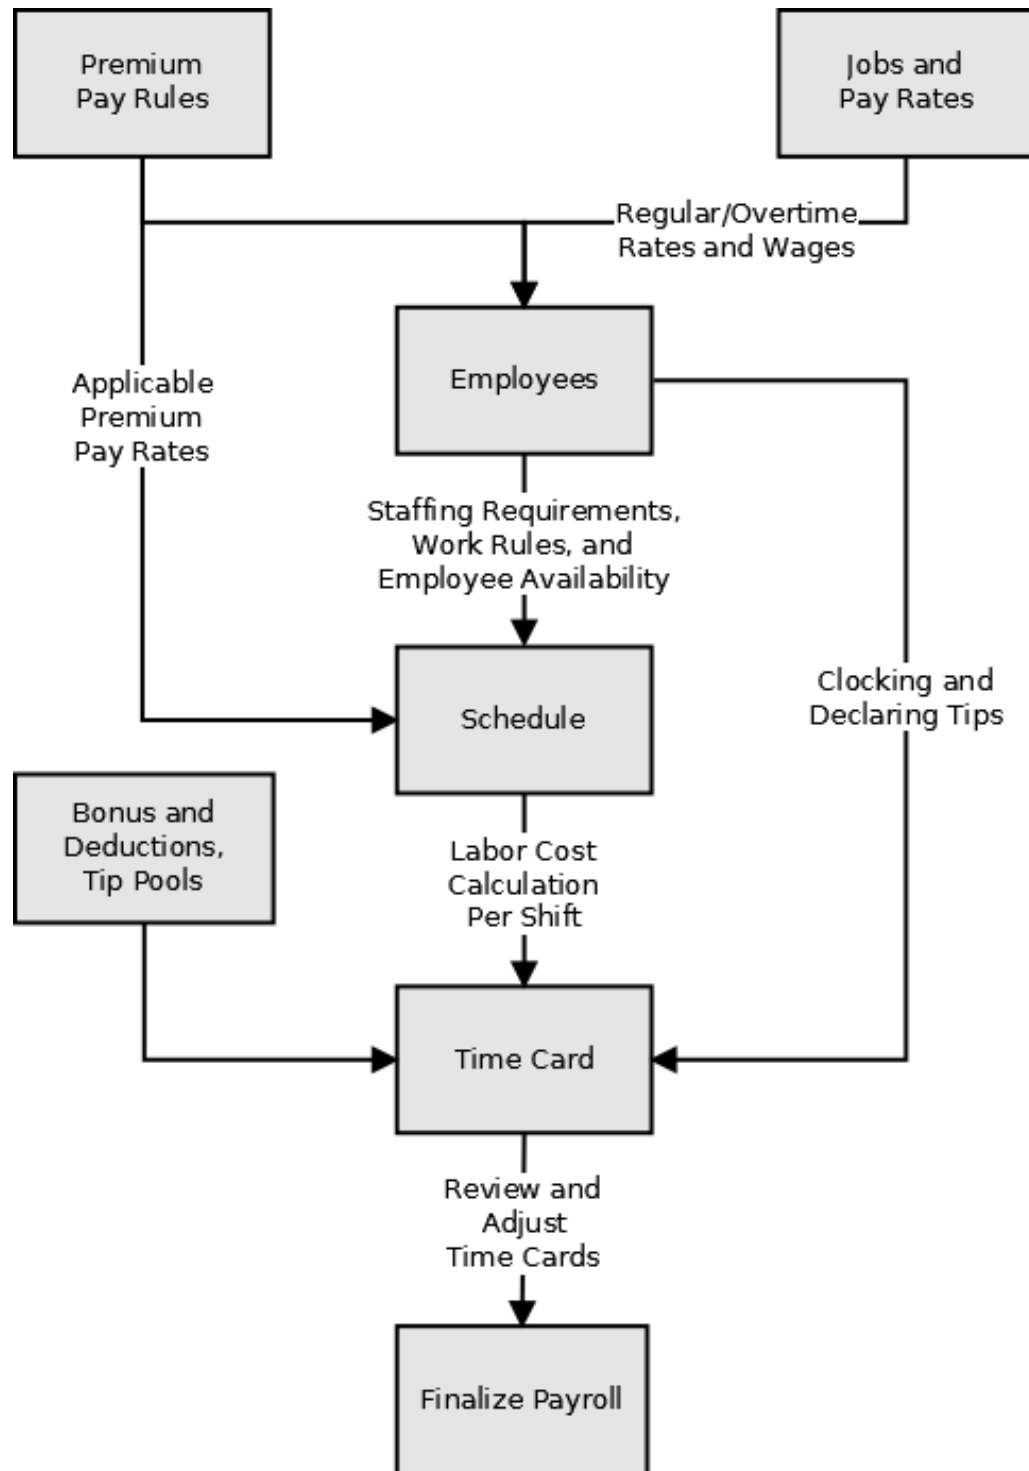 Premium
Pay Rules
Jobs and
Pay Rates
Regular/Overtime
Rates and Wages
Employees
Applicable
Premium
Pay Rates
Staffing Requirements,
Work Rules, and
Employee Availability
Clocking and
Declaring Tips
Schedule
Bonus and
Deductions,
Tip Pools
Labor Cost
Calculation
Per Shift
Time Card
Review and
Adjust
Time Cards
Finalize Payroll